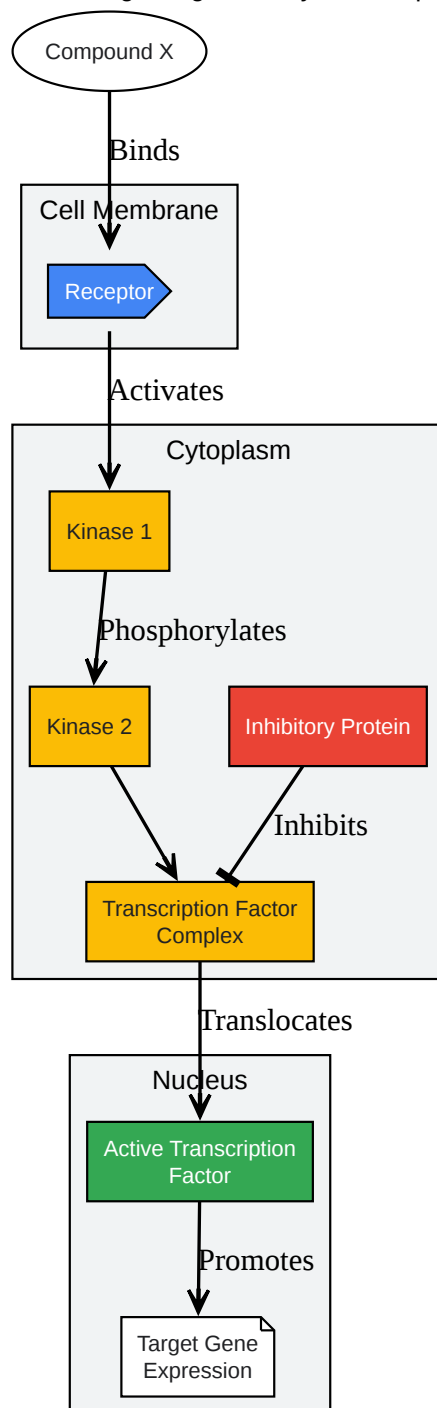 Compound X
Binds
Cell Membrane
Receptor
Activates
Cytoplasm
Kinase 1
Phosphorylates
Kinase 2
Inhibitory Protein
Inhibits
Transcription Factor
Complex
Translocates
Nucleus
Active Transcription
Factor
Promotes
Target Gene
Expression